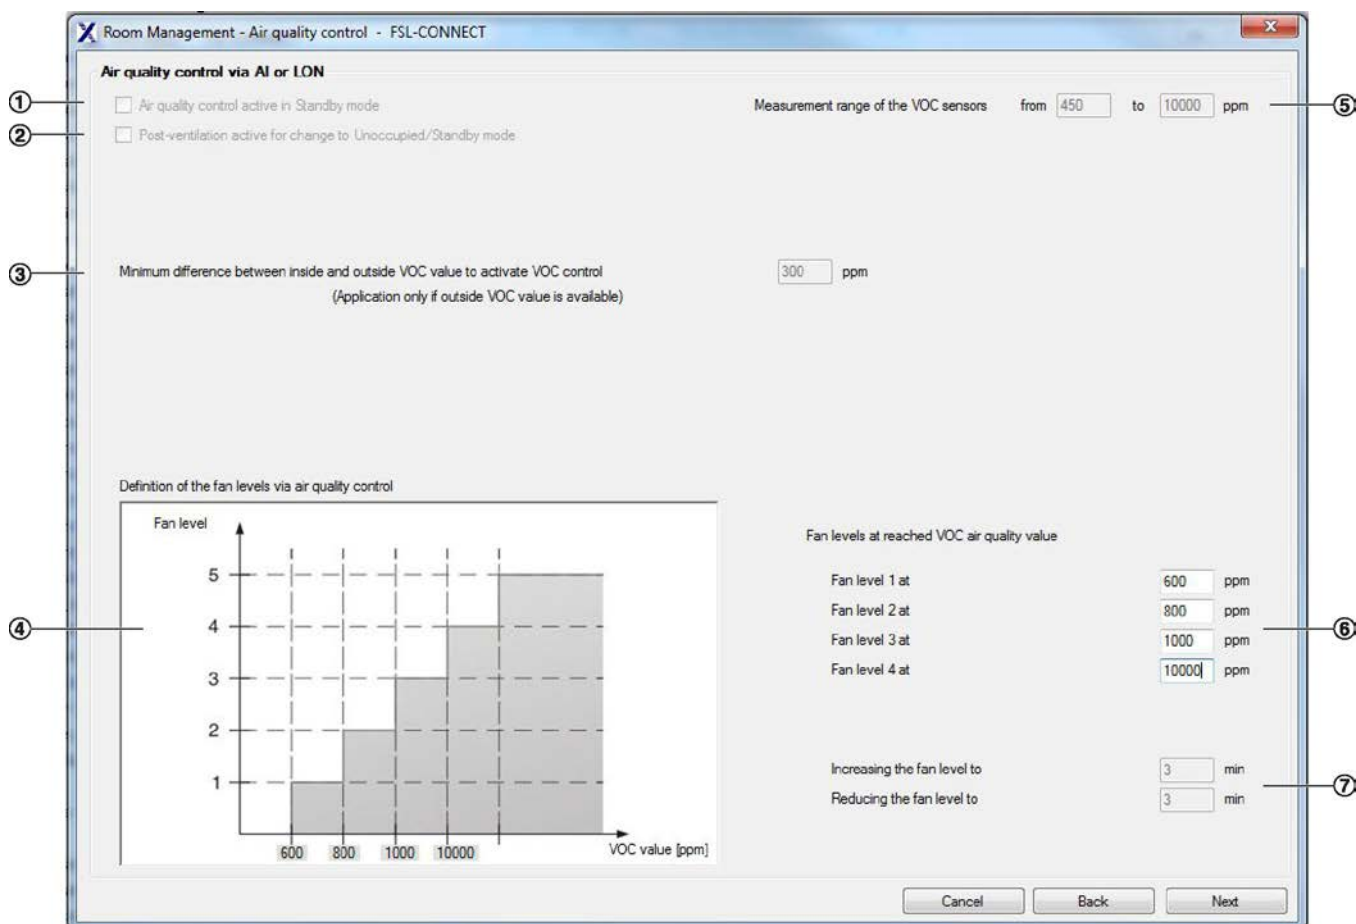 Room Management - Air quality control - FSL-CONNECT
Air quality control via AI or LON
① Air quality control active in Standby mode
Measurement range of the VOC sensors from 450 to 10000 ppm ⑤
② Post-ventilation active for change to Unoccupied/Standby mode
③ Minimum difference between inside and outside VOC value to activate VOC control 300 ppm
(Application only if outside VOC value is available)
Definition of the fan levels via air quality control
Fan level
5
4
3
2
1
600 800 1000 10000 VOC value [ppm]
④
Fan levels at reached VOC air quality value
Fan level 1 at 600 ppm
Fan level 2 at 800 ppm
⑥
Fan level 3 at 1000 ppm
Fan level 4 at 10000 ppm
Increasing the fan level to 3 min
⑦
Reducing the fan level to 3 min
Cancel Back Next